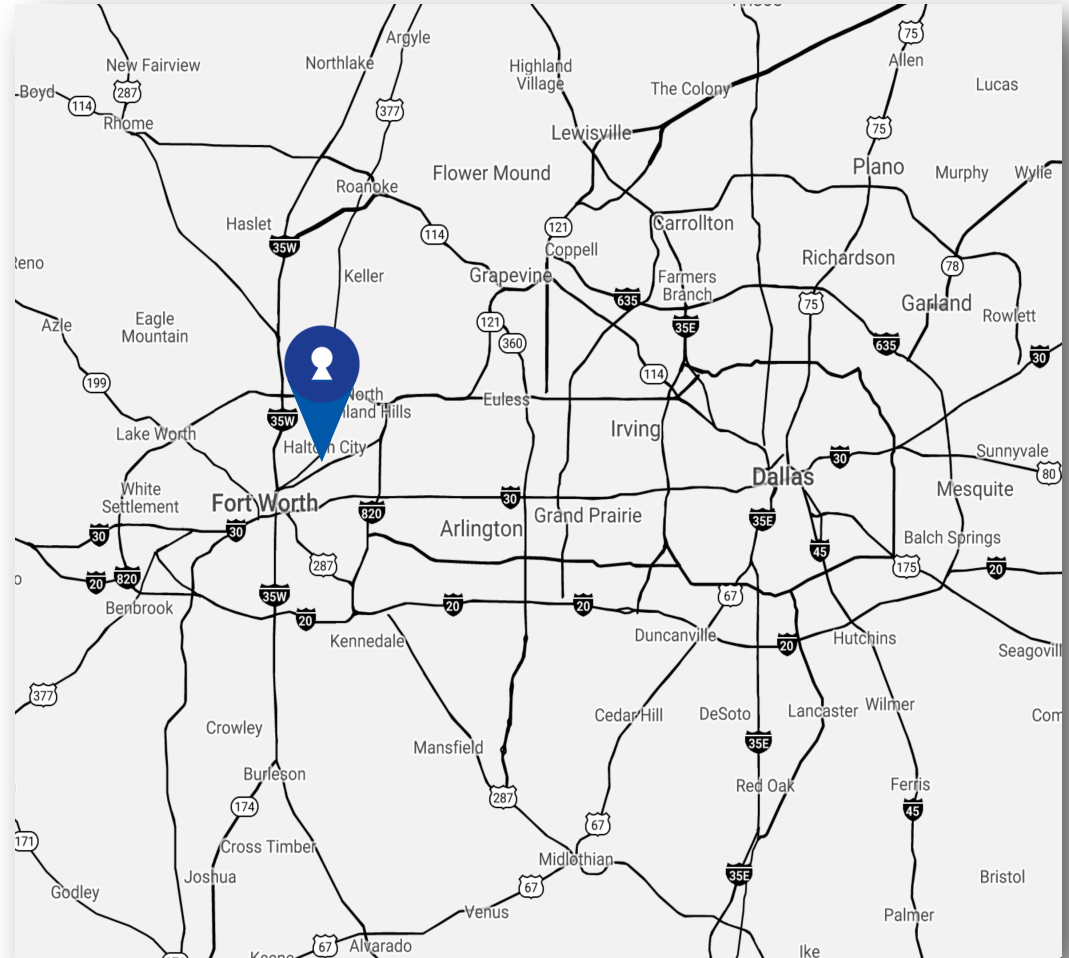 Argyle
75
New Fairview
Northlake
Highland
Village
Allen
287
The Colony
Lucas
Boyd
114
377
Rhome
Lewisville
75
Plano
Flower Mound
Murphy
Wylie
Roanoke
Haslet
121
Carrollton
114
35W
Coppell
Richardson
78
Keller
Grapevine
Farmers
Branch
635
75
Garland
Azle
Eagle
Mountain
121
360
35E
Rowlett
635
30
199
114
North
Euless
hland Hills
35W
Irving
Lake Worth
Haltom City
30
Sunnyvale
80
White
Settlement
Fort Worth
30
Dallas
Mesquite
820
Arlington
Grand Prairie
35E
30
30
45
Balch Springs
287
175
20
20
820
35W
67
Benbrook
20
20
20
Kennedale
Duncanville
20
Hutchins
Seagovill
377
Crowley
Cedar Hill
DeSoto
Lancaster
Wilmer
Com
35E
Mansfield
Burleson
Red Oak
Ferris
287
174
45
67
171
Cross Timber
Midlothian
35E
Joshua
67
Bristol
Godley
Venus
Palmer
67
Alvarado
Ike